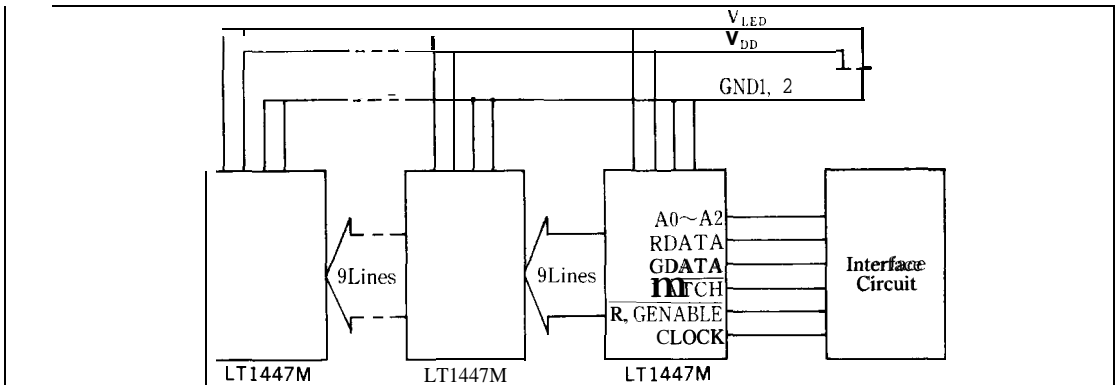 VLED
VDD
GND1, 2
A0~A2
RDATA
GDATA
R, GENABLE
CLOCK
9Lines
9Lines
Interface
Circuit
LT1447M
LT1447M
LT1447M